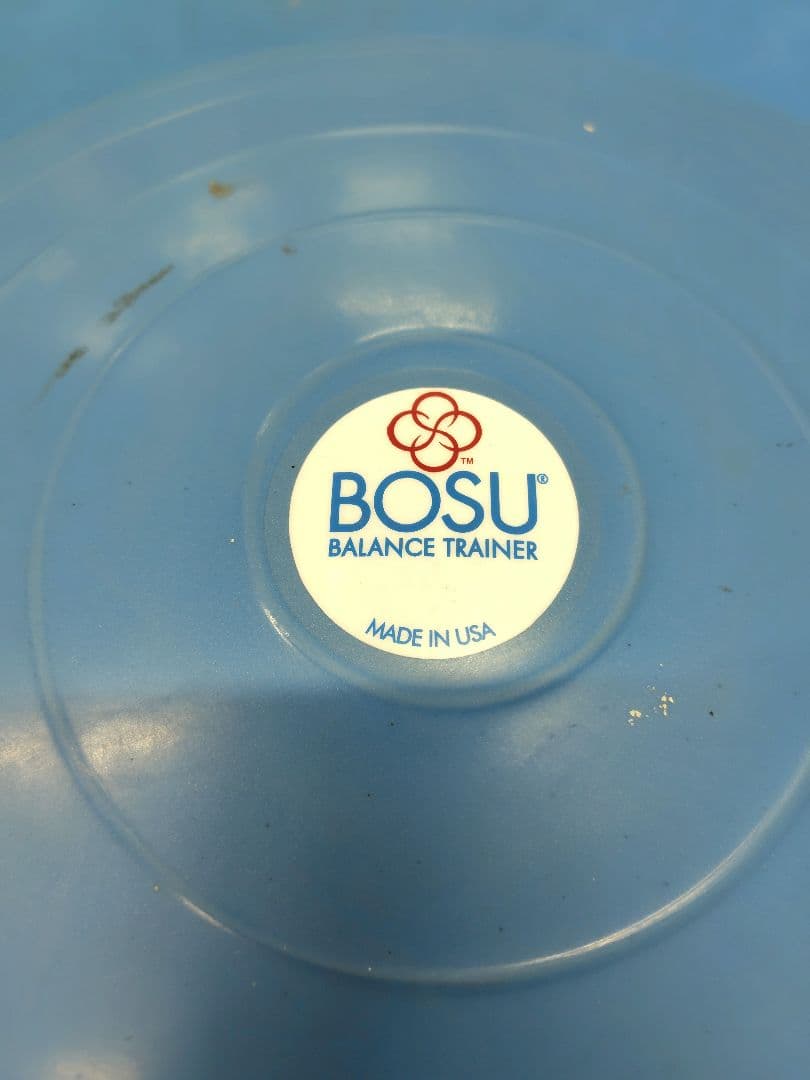 ™
BOSU®
BALANCE TRAINER
MADE IN USA